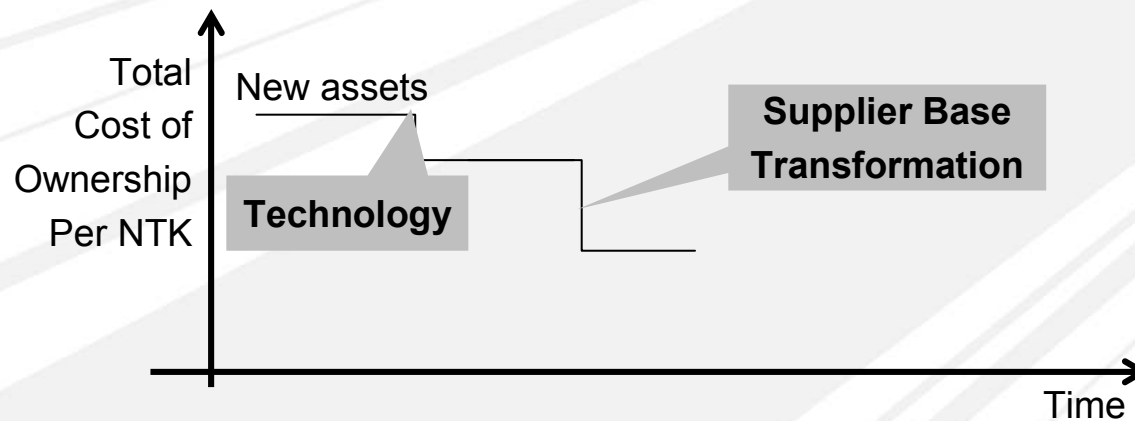 Total
Cost of
Ownership
Per NTK
New assets
Technology
Supplier Base
Transformation
Time